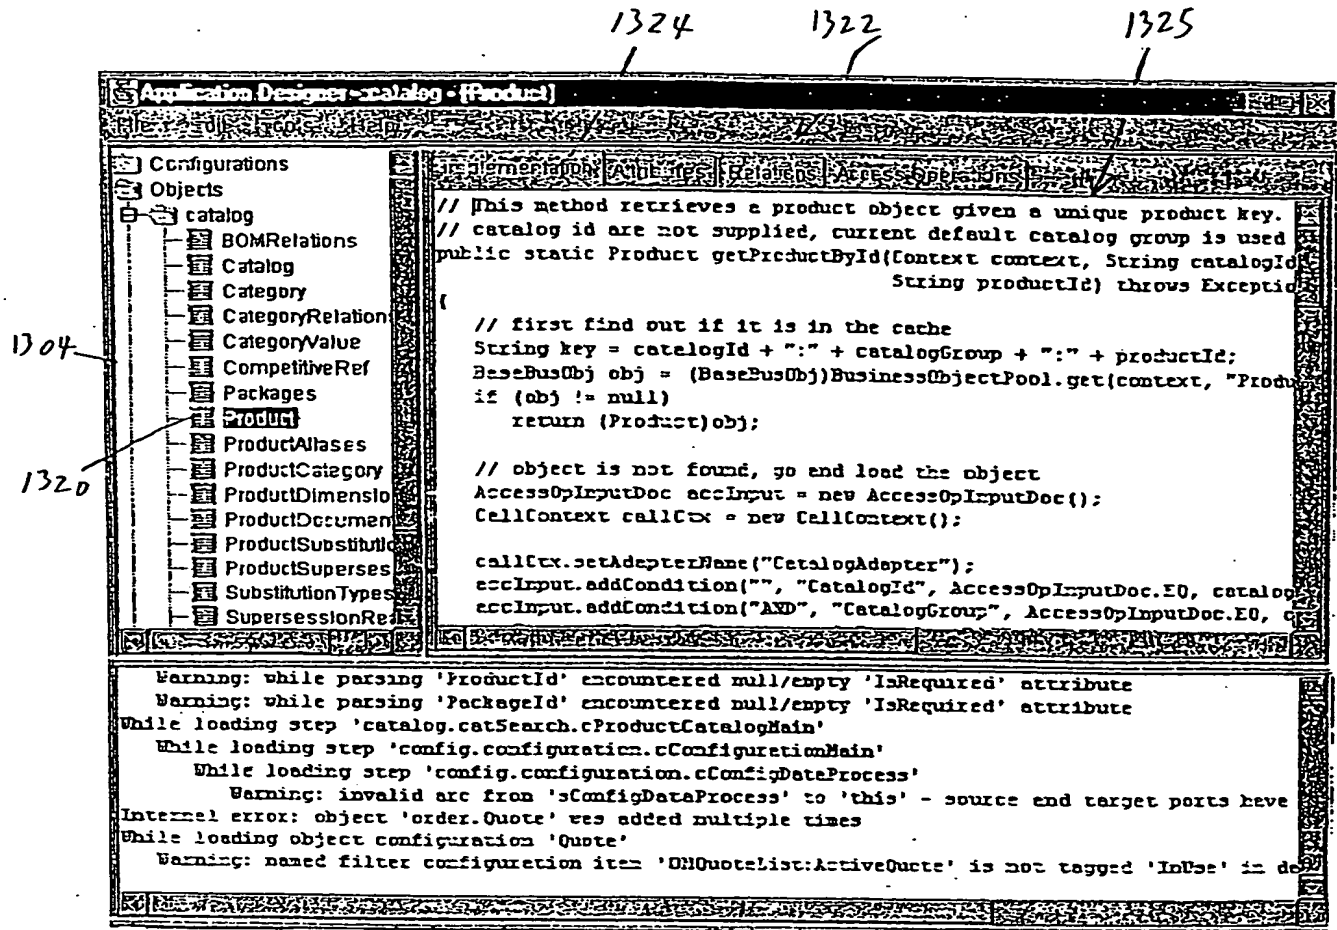 1324 1322 1325
Application Designer - catalog - [Product]
File Edit Tools Help
Configurations
Objects
catalog
BOMRelations
Catalog
Category
CategoryRelation
CategoryValue
CompetitiveRef
Packages
Product
ProductAliases
ProductCategory
ProductDimensio
ProductDocumen
ProductSubstitutio
ProductSuperses
SubstitutionTypes
SupersessionRe
1304
1320
Implementation Attributes Relations Access Operations
// This method retrieves a product object given a unique product key.
// catalog id are not supplied, current default catalog group is used
public static Product getProductById(Context context, String catalogId
String productId) throws Exceptio
{
// first find out if it is in the cache
String key = catalogId + ":" + catalogGroup + ":" + productId;
BaseBusObj obj = (BaseBusObj)BusinessObjectPool.get(context, "Produ
if (obj != null)
return (Product)obj;
// object is not found, go and load the object
AccessOpInputDoc accInput = new AccessOpInputDoc();
CallContext callCtx = new CallContext();
callCtx.setAdapterName("CatalogAdapter");
accInput.addCondition("", "CatalogId", AccessOpInputDoc.EQ, catalog
accInput.addCondition("AND", "CatalogGroup", AccessOpInputDoc.EQ, c
Warning: while parsing 'ProductId' encountered null/empty 'IsRequired' attribute
Warning: while parsing 'PackageId' encountered null/empty 'IsRequired' attribute
While loading step 'catalog.catSearch.cProductCatalogMain'
While loading step 'config.configuration.cConfigurationMain'
While loading step 'config.configuration.cConfigDataProcess'
Warning: invalid arc from 'sConfigDataProcess' to 'this' - source and target ports have
Internal error: object 'order.Quote' was added multiple times
While loading object configuration 'Quote'
Warning: named filter configuration item 'OMQuoteList:ActiveQuote' is not tagged 'InUse' in de